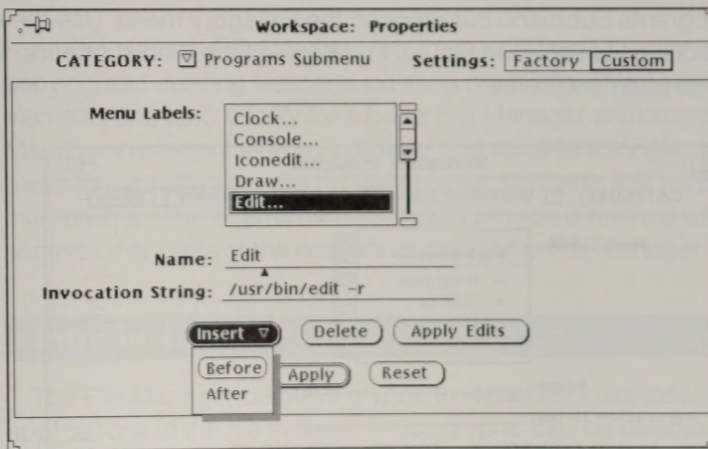 Workspace: Properties
CATEGORY: Programs Submenu Settings: Factory Custom
Menu Labels:
Clock...
Console...
Iconedit...
Draw...
Edit...
Name: Edit
Invocation String: /usr/bin/edit -r
Insert Delete Apply Edits
Before
After
Apply Reset